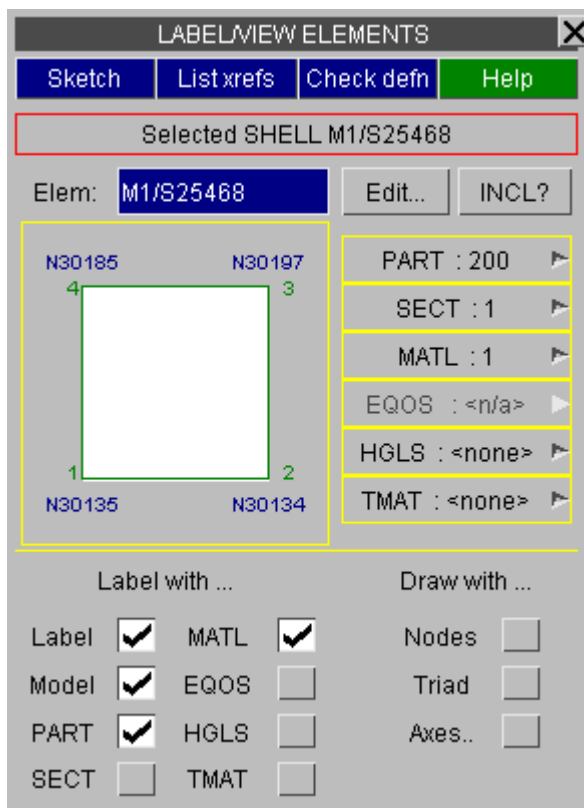 LABEL/VIEW ELEMENTS
Sketch List xrefs Check defn Help
Selected SHELL M1/S25468
Elem: M1/S25468 Edit... INCL?
N30185 N30197
4 3
1 2
N30135 N30134
PART : 200
SECT : 1
MATL : 1
EQOS : <n/a>
HGLS : <none>
TMAT : <none>
Label with ... Draw with ...
Label MATL Nodes
Model EQOS Triad
PART HGLS Axes..
SECT TMAT